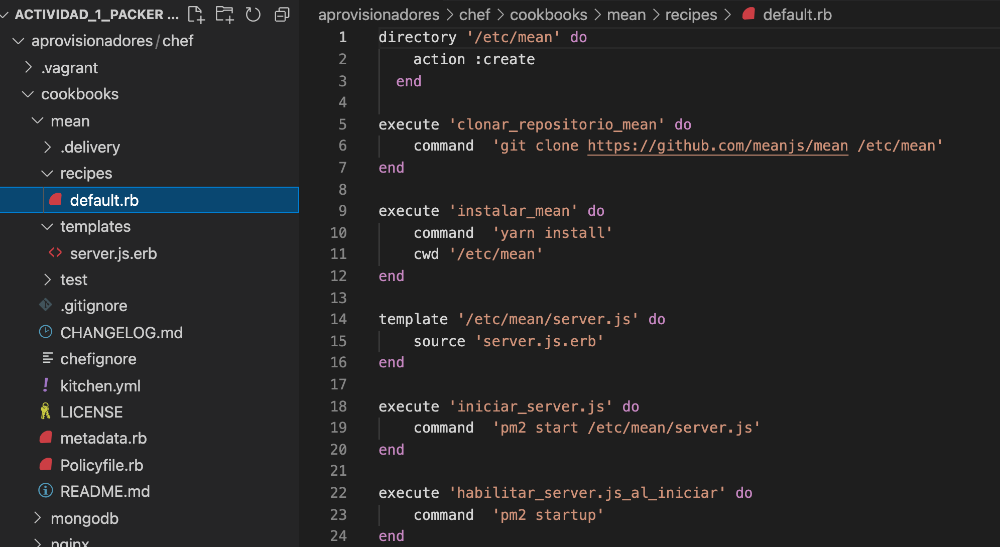 ACTIVIDAD_1_PACKER ...
aprovisionadores/chef
.vagrant
cookbooks
mean
.delivery
recipes
default.rb
templates
server.js.erb
test
.gitignore
CHANGELOG.md
chefignore
kitchen.yml
LICENSE
metadata.rb
Policyfile.rb
README.md
mongodb
nginx
aprovisionadores > chef > cookbooks > mean > recipes > default.rb
1 directory '/etc/mean' do
2     action :create
3   end
4
5 execute 'clonar_repositorio_mean' do
6     command  'git clone https://github.com/meanjs/mean /etc/mean'
7 end
8
9 execute 'instalar_mean' do
10     command  'yarn install'
11     cwd '/etc/mean'
12 end
13
14 template '/etc/mean/server.js' do
15     source 'server.js.erb'
16 end
17
18 execute 'iniciar_server.js' do
19     command  'pm2 start /etc/mean/server.js'
20 end
21
22 execute 'habilitar_server.js_al_iniciar' do
23     command  'pm2 startup'
24 end